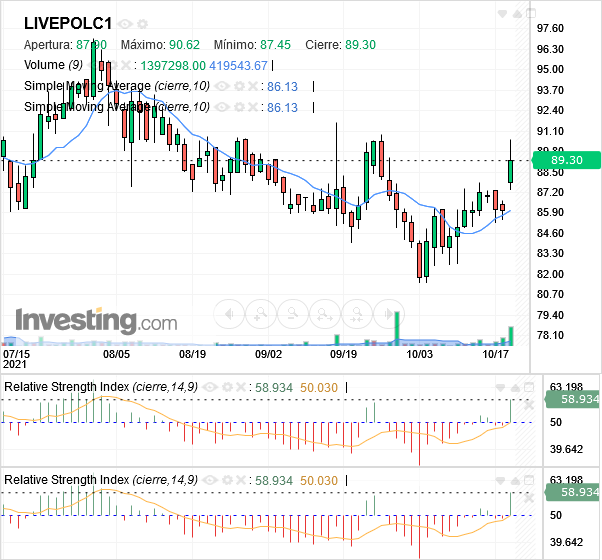 LIVEPOLC1
Apertura: 87.90 Máximo: 90.62 Mínimo: 87.45 Cierre: 89.30
Volume (9) : 1397298.00 419543.67
Simple Moving Average (cierre,10) : 86.13
Simple Moving Average (cierre,10) : 86.13
97.60
96.30
95.00
93.70
92.40
91.10
89.80
89.30
88.50
87.20
85.90
84.60
83.30
82.00
80.70
79.40
78.10
Investing.com
07/15 08/05 08/19 09/02 09/19 10/03 10/17
2021
Relative Strength Index (cierre,14,9) : 58.934 50.030
63.198
58.934
50
39.642
Relative Strength Index (cierre,14,9) : 58.934 50.030
63.198
58.934
50
39.642